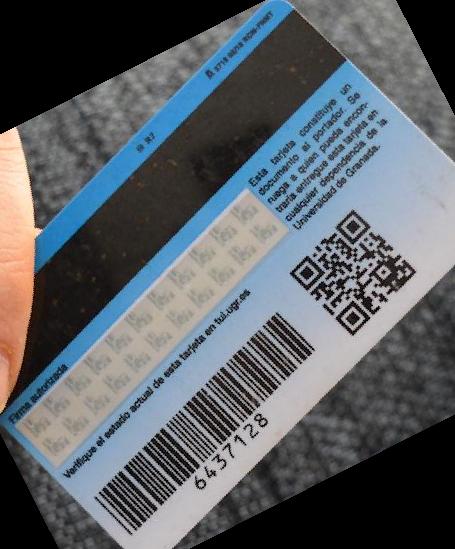 Esta tarjeta constituye un
documento al portador. Se
ruega a quien pueda encon-
trarla entregue esta tarjeta en
cualquier dependencia de la
Universidad de Granada.
Firma autorizada
Verifique el estado actual de esta tarjeta en tui.ugr.es
6437128